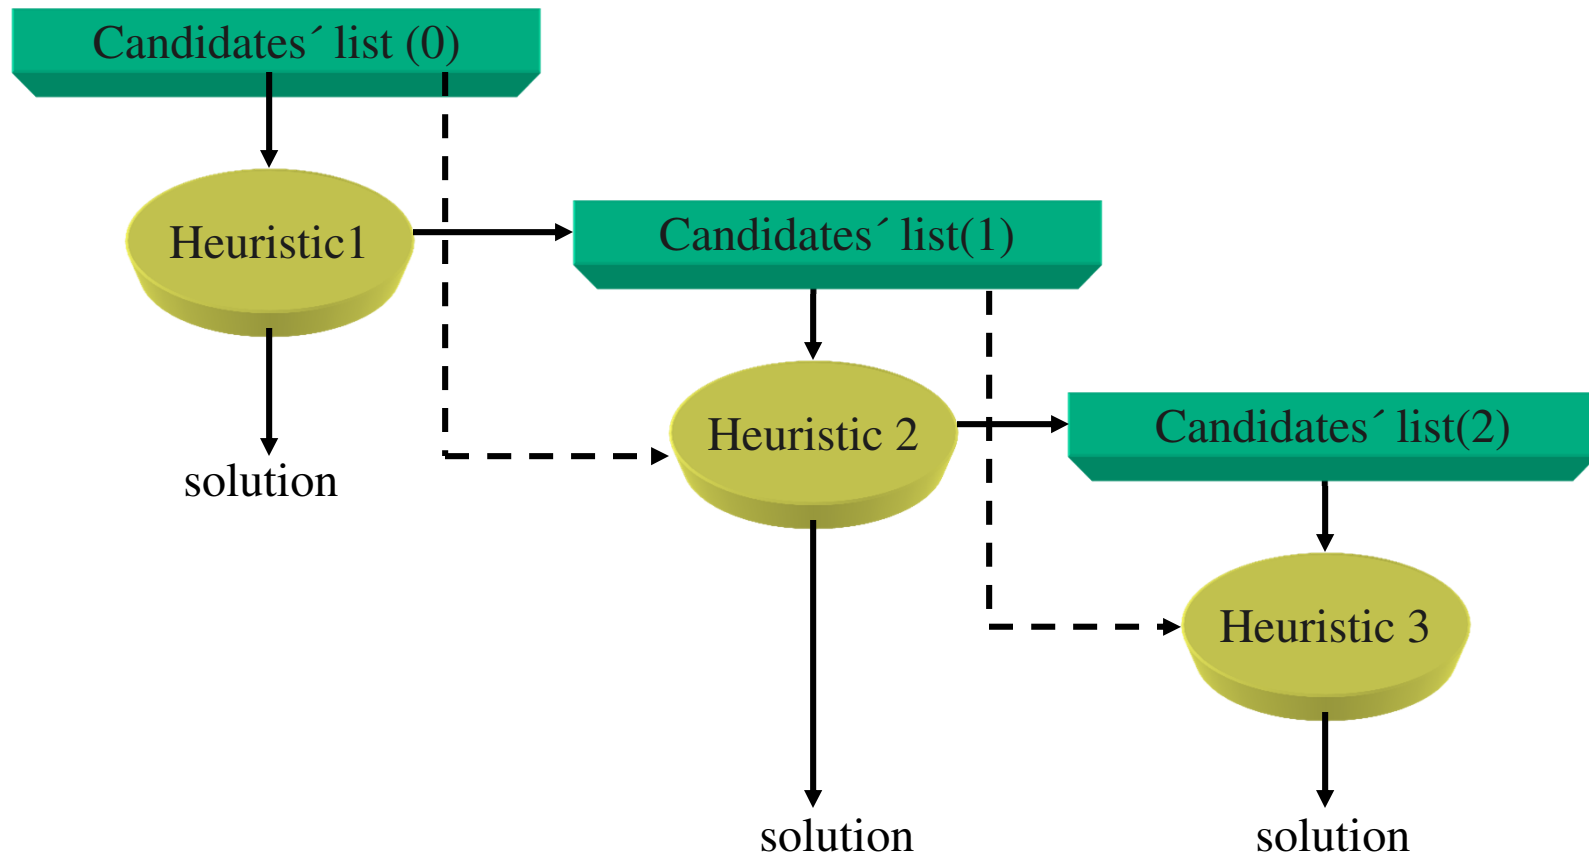 Candidates´ list (0)
Heuristic1
Candidates´ list(1)
Heuristic 2
Candidates´ list(2)
solution
Heuristic 3
solution
solution